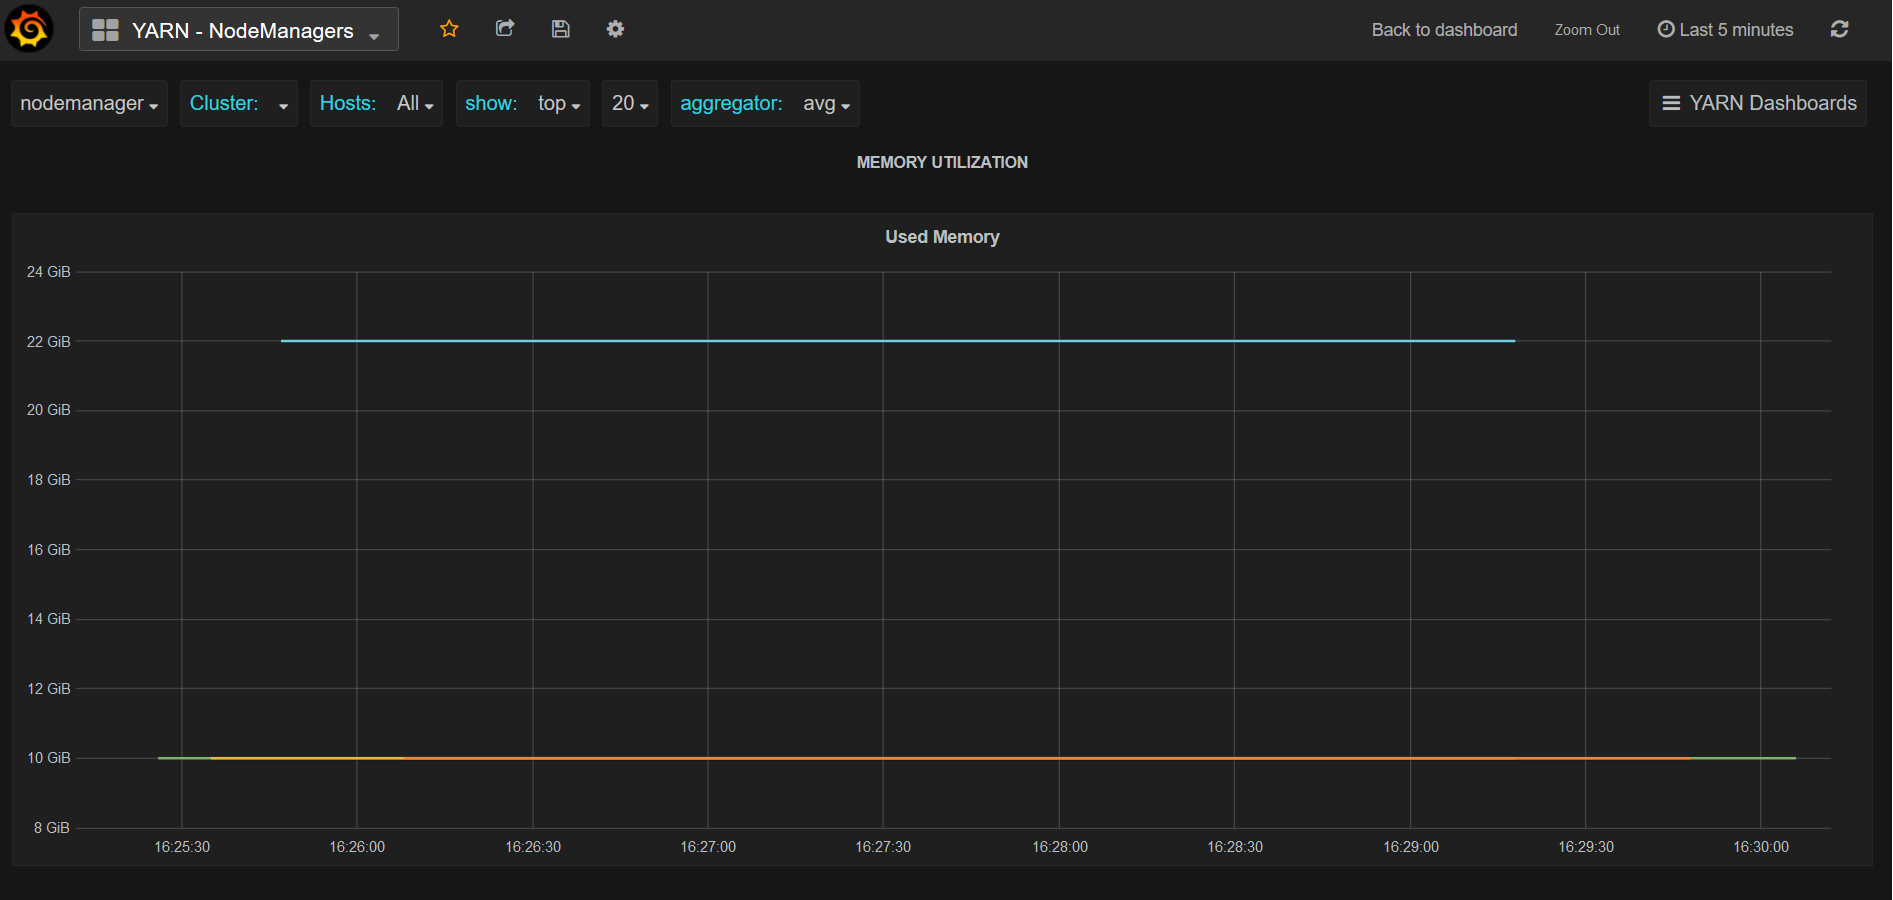 YARN - NodeManagers Back to dashboard Zoom Out Last 5 minutes
nodemanager Cluster: Hosts: All show: top 20 aggregator: avg YARN Dashboards
MEMORY UTILIZATION
Used Memory
24 GiB
22 GiB
20 GiB
18 GiB
16 GiB
14 GiB
12 GiB
10 GiB
8 GiB
16:25:30 16:26:00 16:26:30 16:27:00 16:27:30 16:28:00 16:28:30 16:29:00 16:29:30 16:30:00